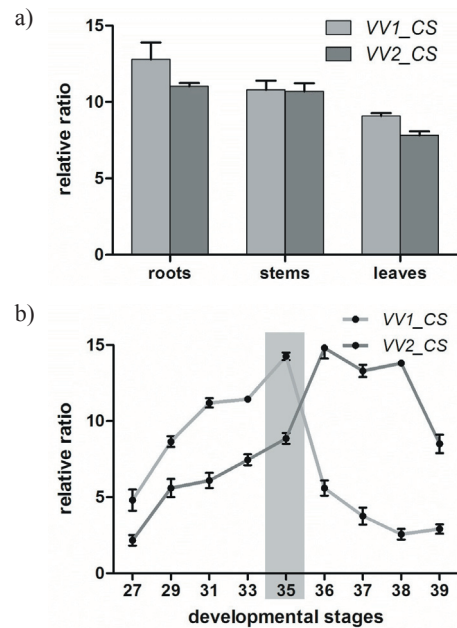 a)
VV1_CS
VV2_CS
relative ratio
15
10
5
0
roots stems leaves
b)
VV1_CS
VV2_CS
relative ratio
15
10
5
0
27 29 31 33 35 36 37 38 39
developmental stages